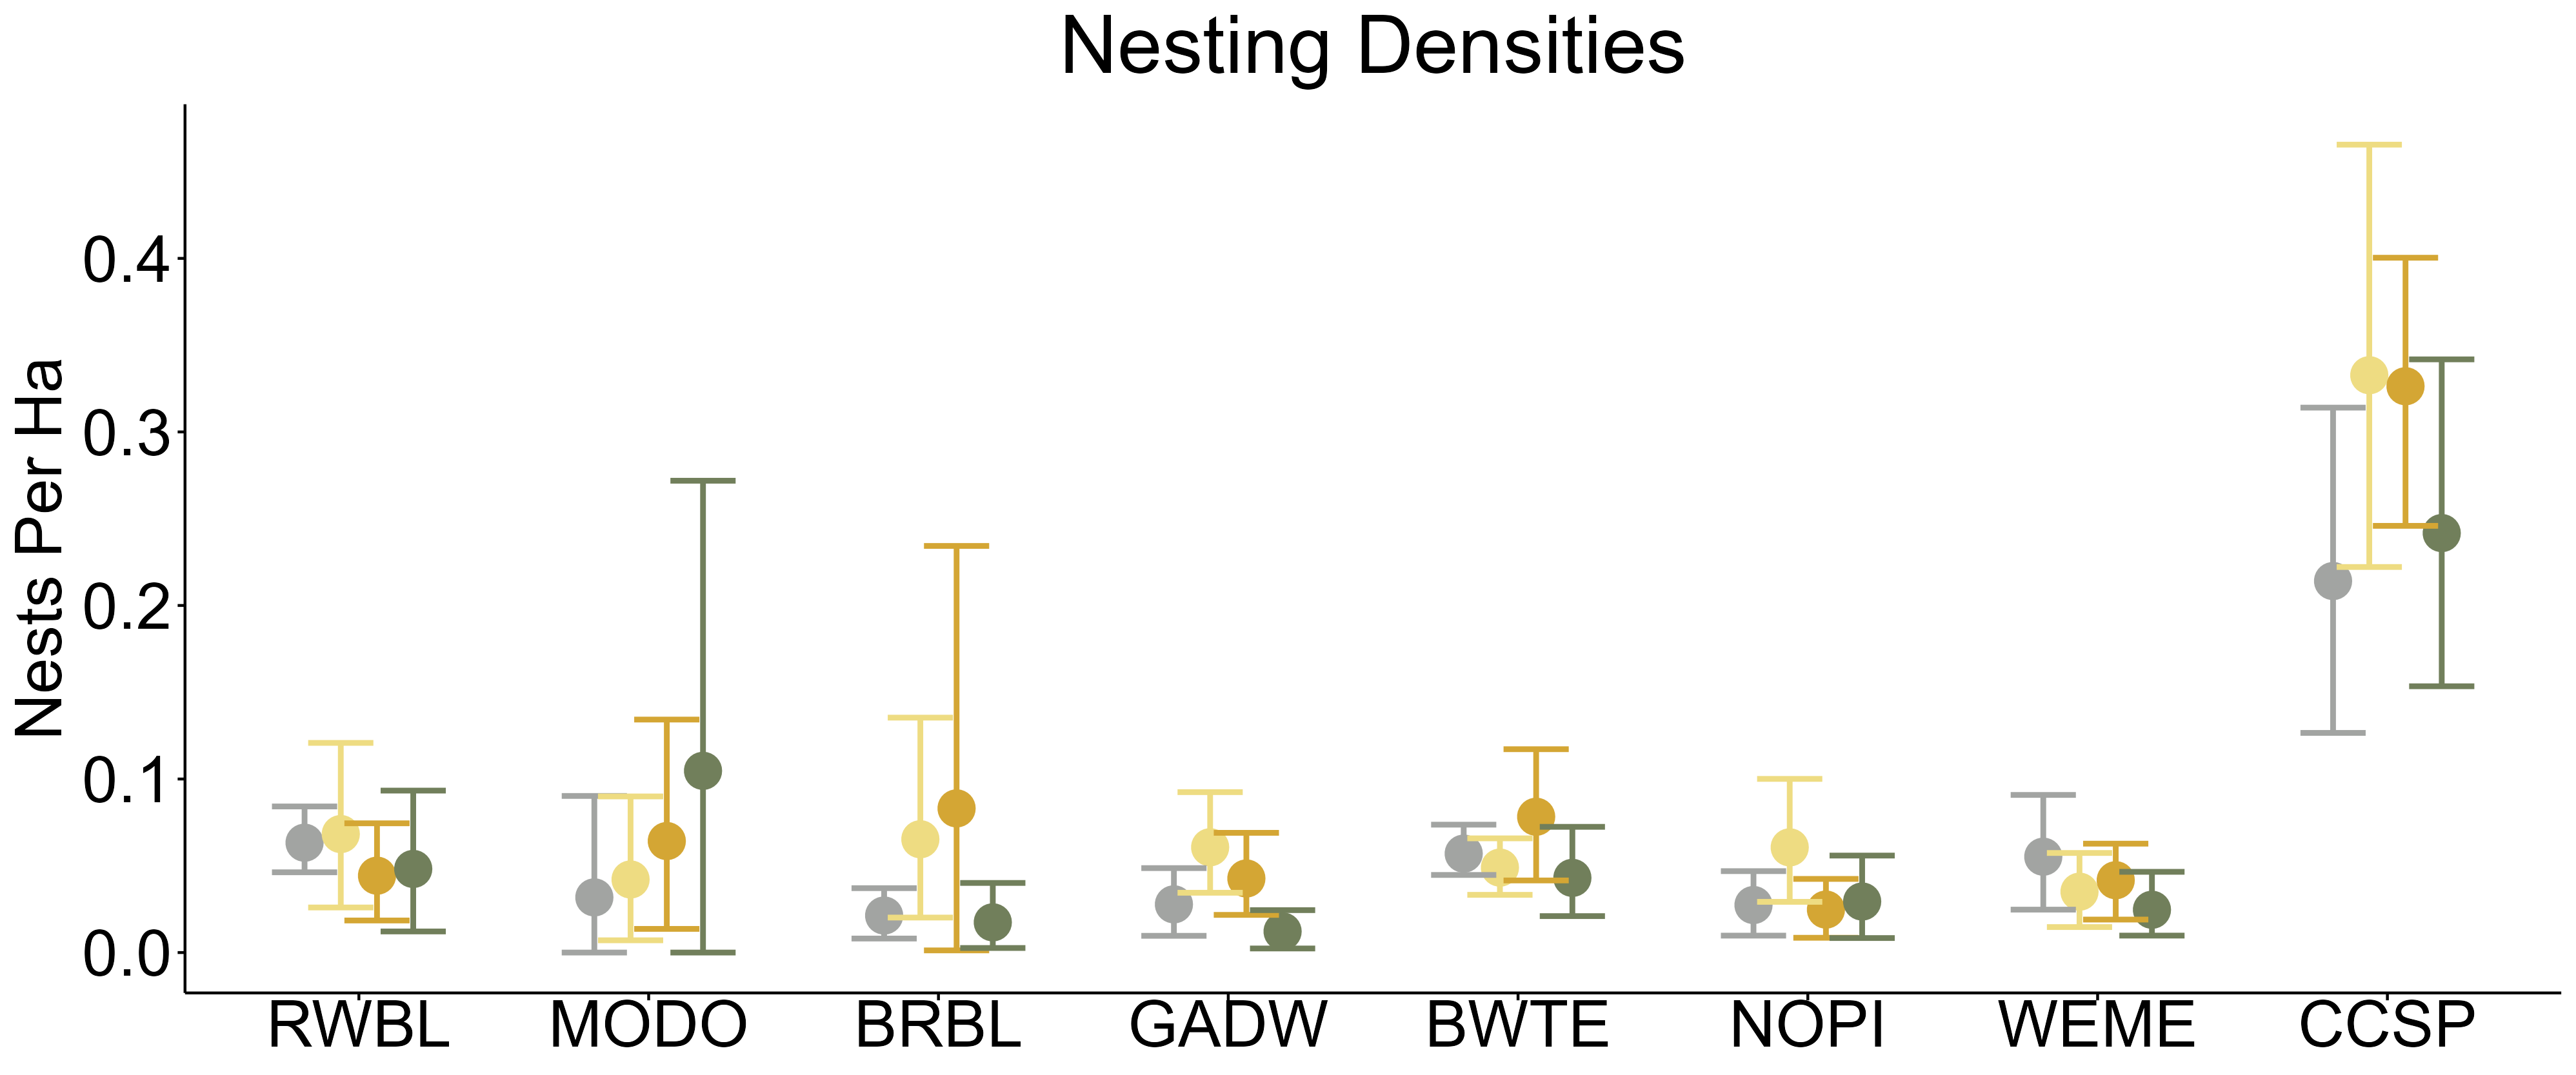 Nesting Densities
Nests Per Ha
0.4
0.3
0.2
0.1
0.0
RWBL MODO BRBL GADW BWTE NOPI WEME CCSP